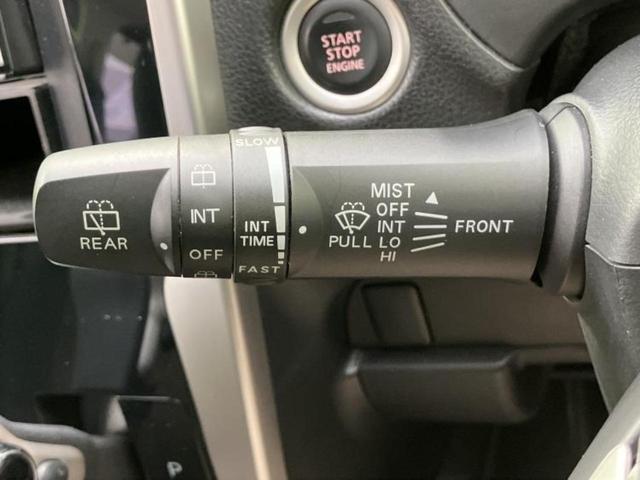 START
STOP
ENGINE
REAR
INT
OFF
SLOW
INT
TIME
FAST
PULL
MIST
OFF
INT
LO
HI
FRONT
P